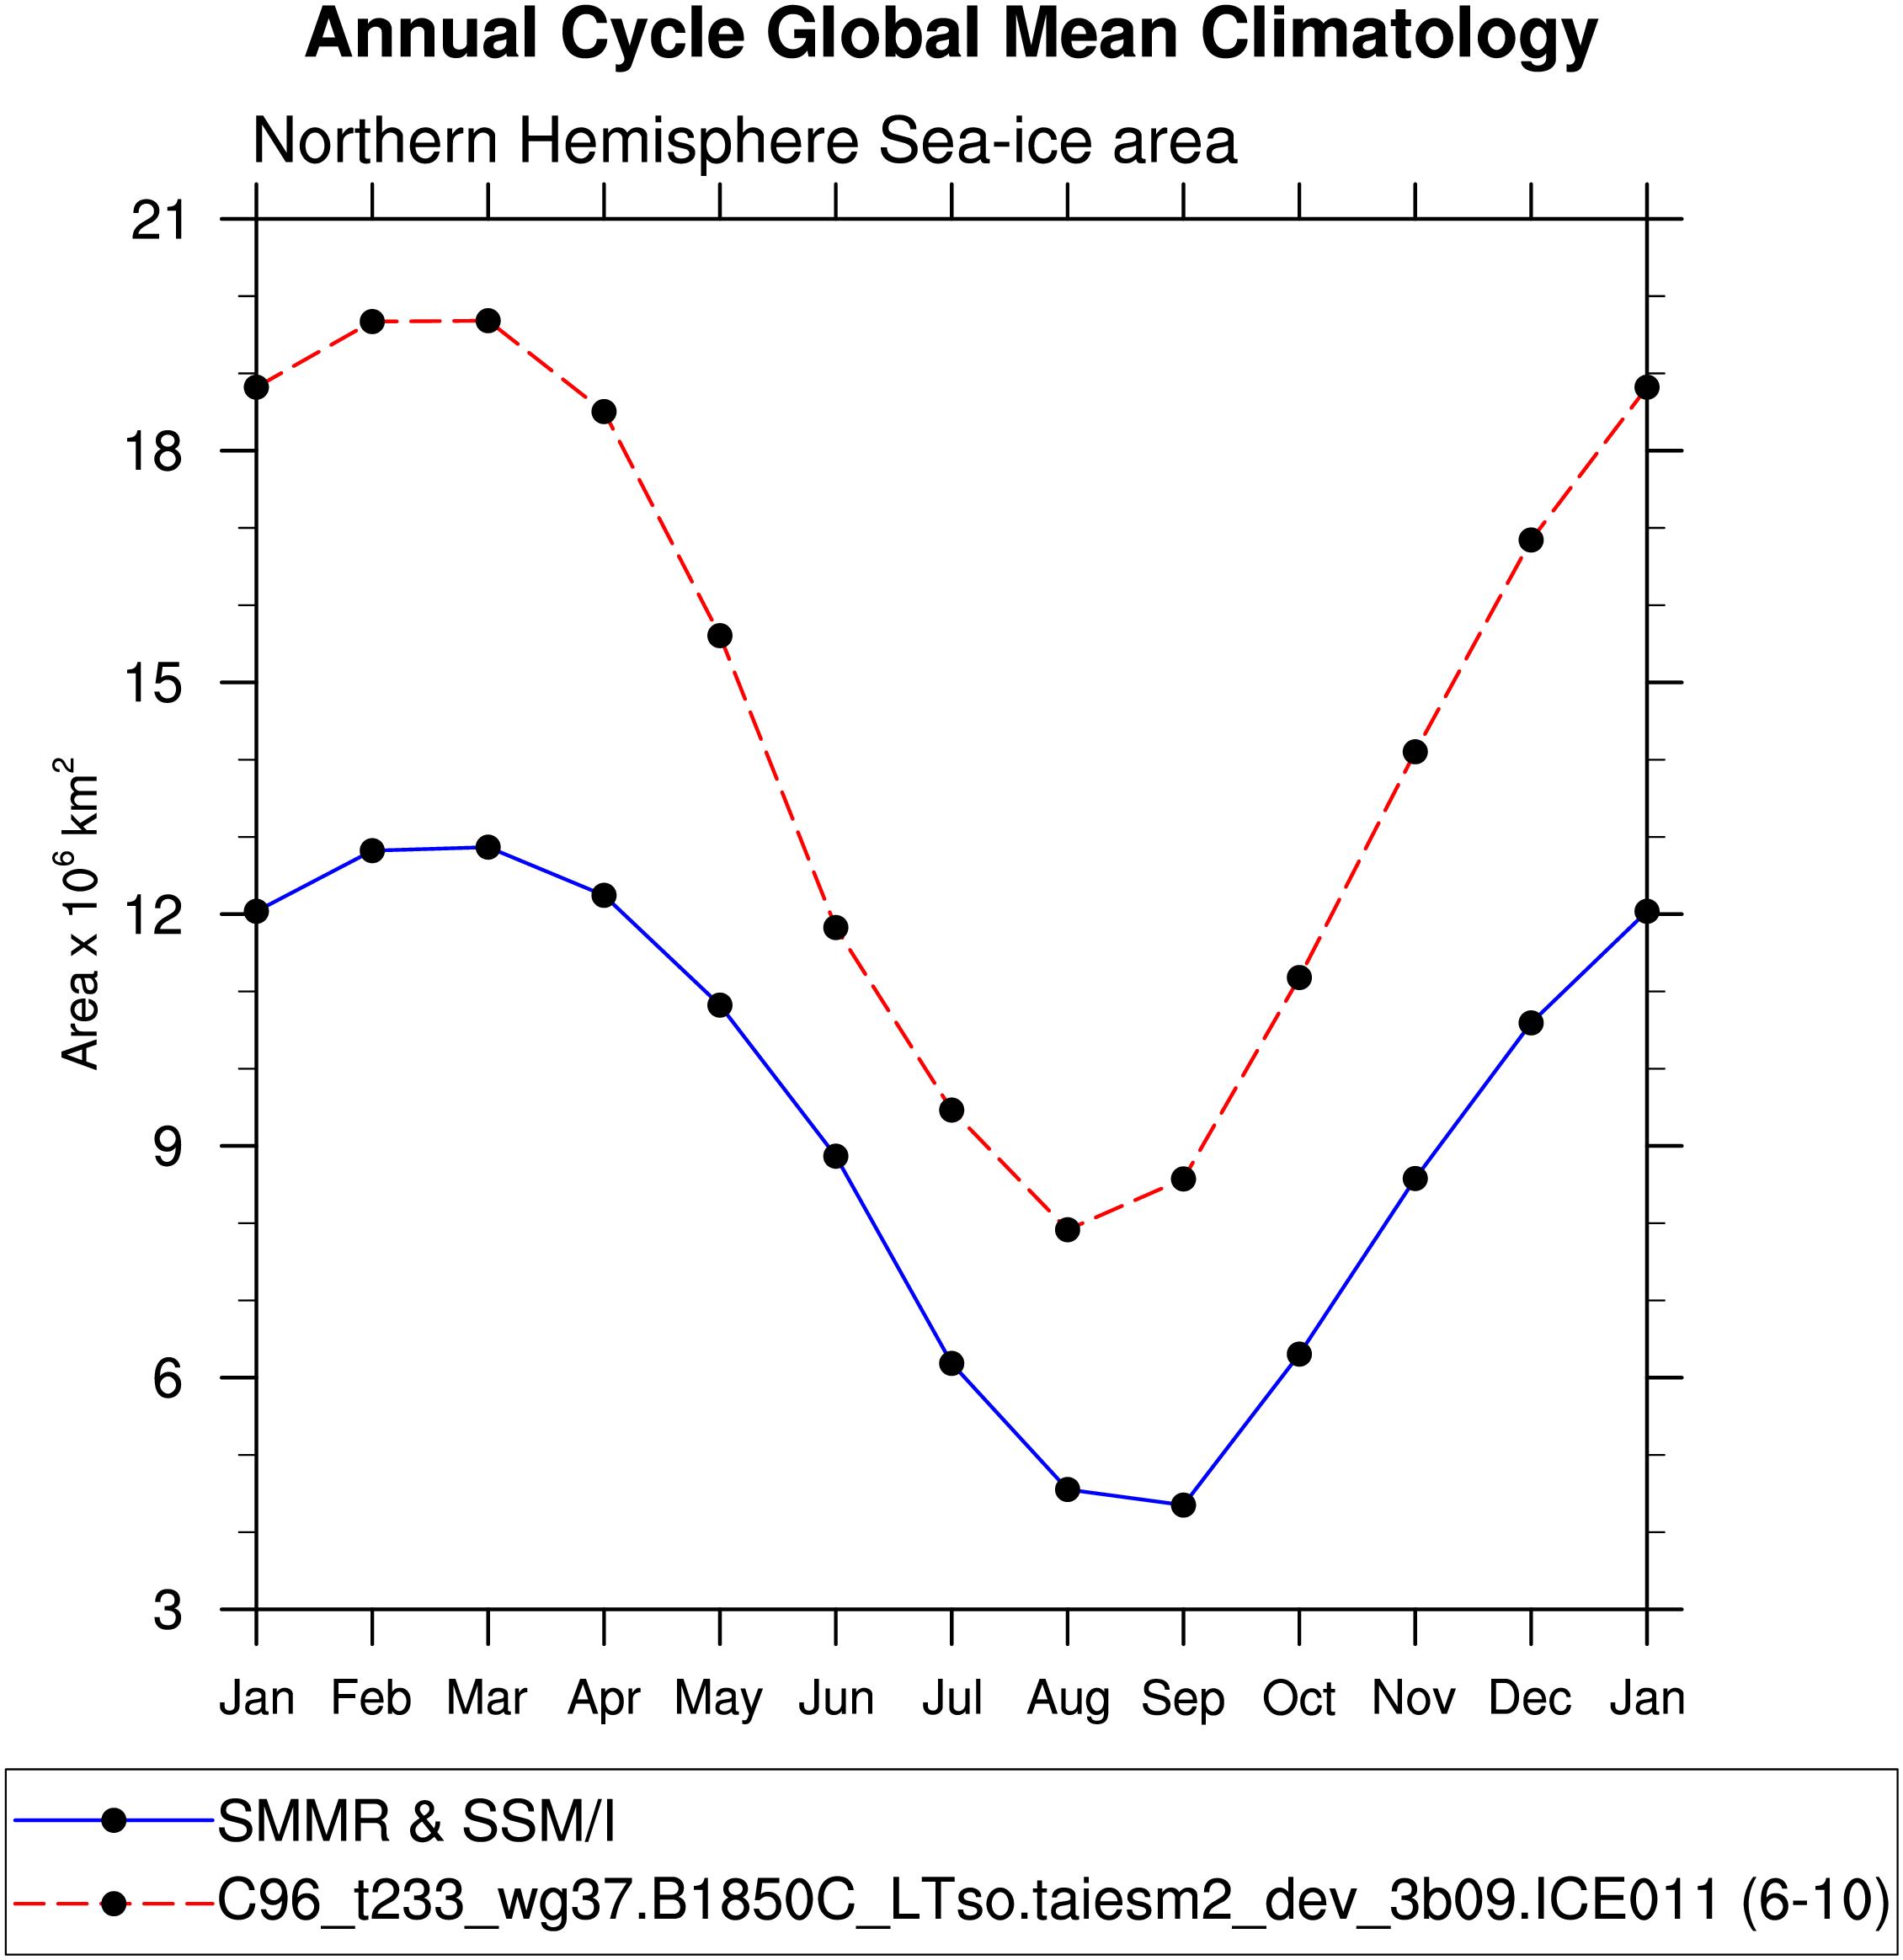 Annual Cycle Global Mean Climatology
Northern Hemisphere Sea-ice area
21
18
15
12
9
6
3
Area x 10⁶ km²
Jan Feb Mar Apr May Jun Jul Aug Sep Oct Nov Dec Jan
SMMR & SSM/I
C96_t233_wg37.B1850C_LTso.taiesm2_dev_3b09.ICE011 (6-10)